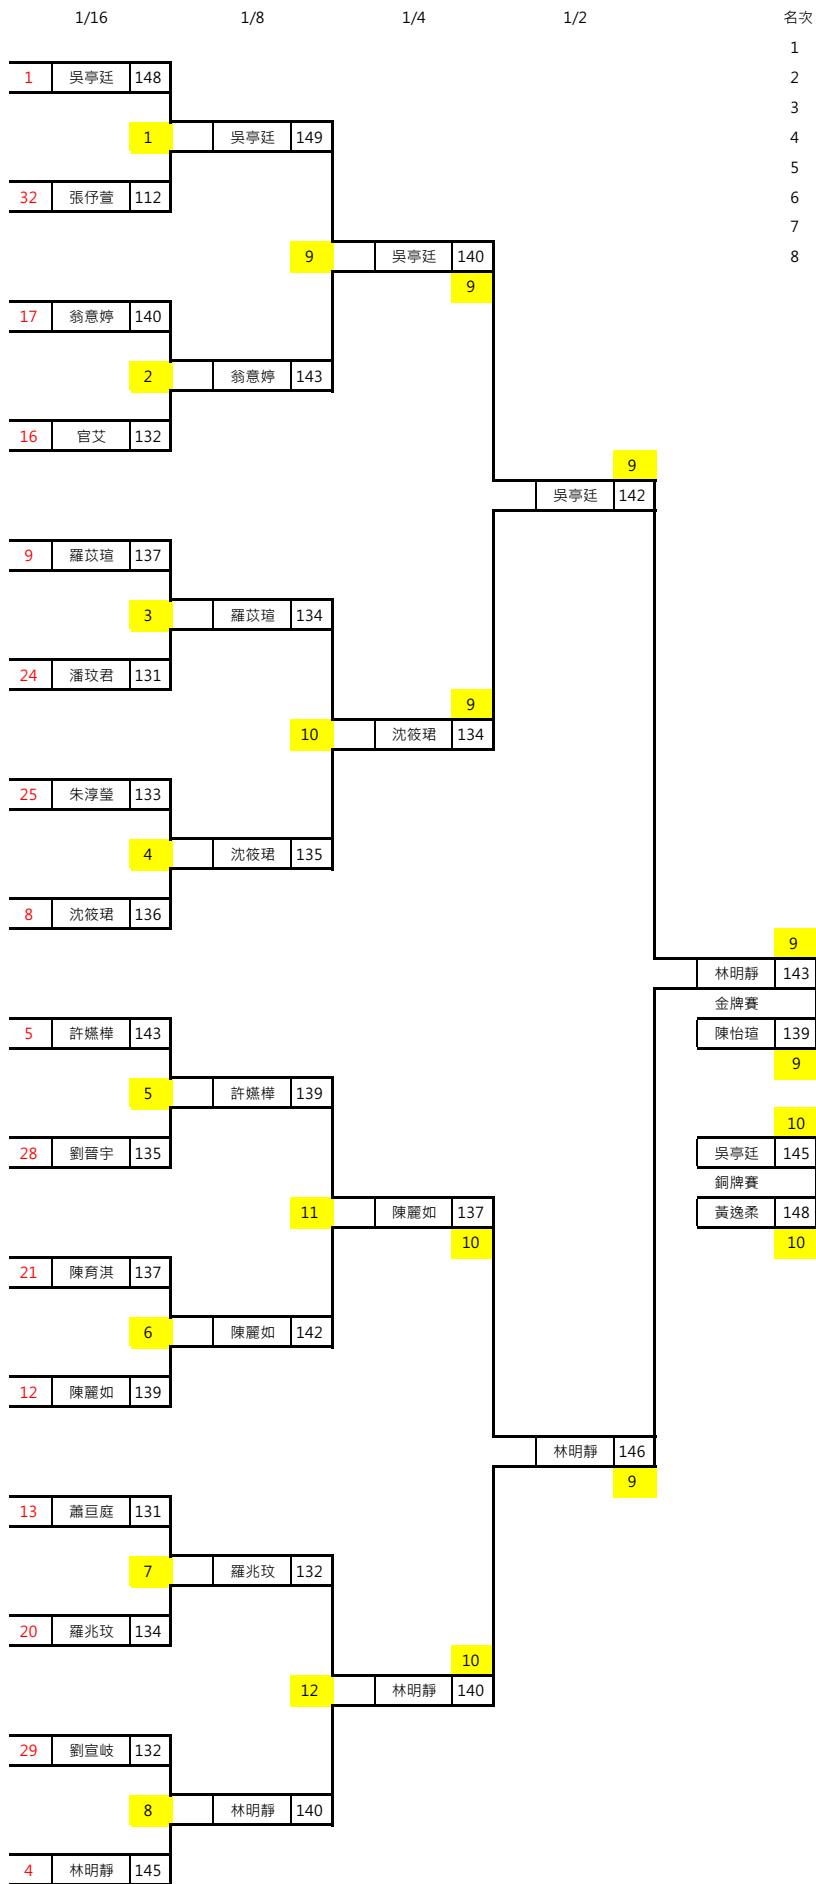 1/16 1/8 1/4 1/2 名次
1
1 吳亭廷 148 2
3
1 吳亭廷 149 4
5
32 張伃萱 112 6
7
9 吳亭廷 140 8
9
17 翁意婷 140
2 翁意婷 143
16 官艾 132
9
吳亭廷 142
9 羅苡瑄 137
3 羅苡瑄 134
24 潘玟君 131
9
10 沈筱珺 134
25 朱淳瑩 133
4 沈筱珺 135
8 沈筱珺 136
9
林明靜 143
金牌賽
5 許嬿樺 143 陳怡瑄 139
9
5 許嬿樺 139
10
28 劉晉宇 135 吳亭廷 145
銅牌賽
11 陳麗如 137 黃逸柔 148
10 10
21 陳育淇 137
6 陳麗如 142
12 陳麗如 139
林明靜 146
9
13 蕭亘庭 131
7 羅兆玟 132
20 羅兆玟 134
10
12 林明靜 140
29 劉宣岐 132
8 林明靜 140
4 林明靜 145